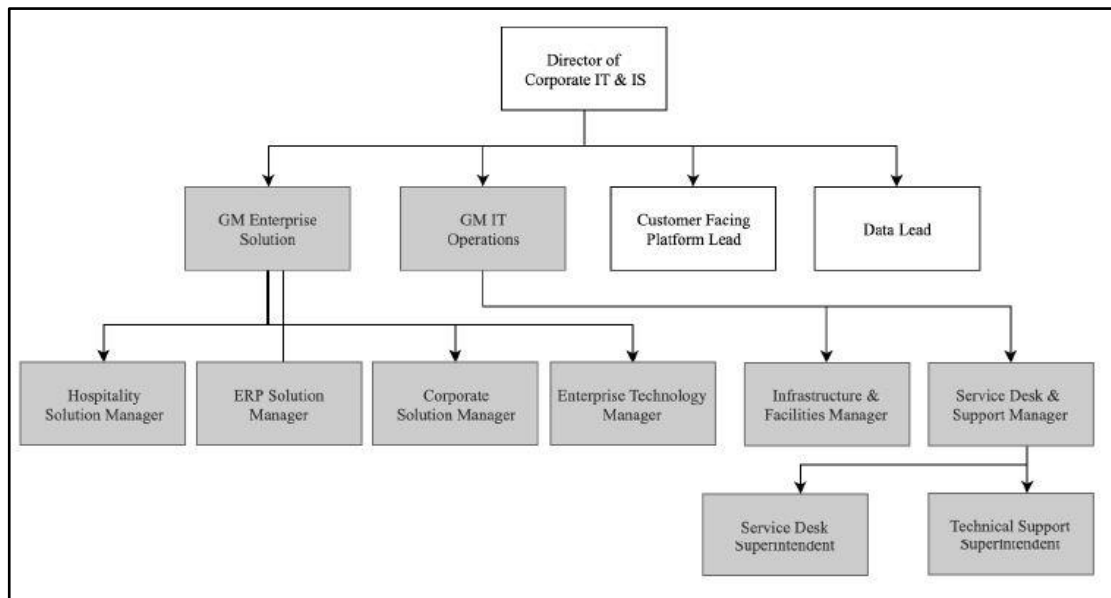 Director of
Corporate IT & IS
GM Enterprise
Solution
GM IT
Operations
Customer Facing
Platform Lead
Data Lead
Hospitality
Solution Manager
ERP Solution
Manager
Corporate
Solution Manager
Enterprise Technology
Manager
Infrastructure &
Facilities Manager
Service Desk &
Support Manager
Service Desk
Superintendent
Technical Support
Superintendent